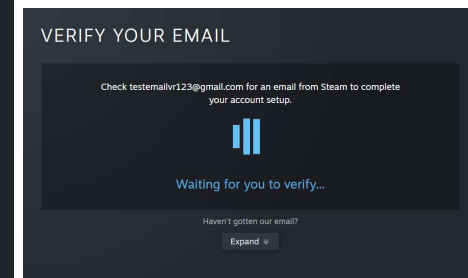 VERIFY YOUR EMAIL
Check testemailvr123@gmail.com for an email from Steam to complete
your account setup.
Waiting for you to verify...
Haven't gotten our email?
Expand